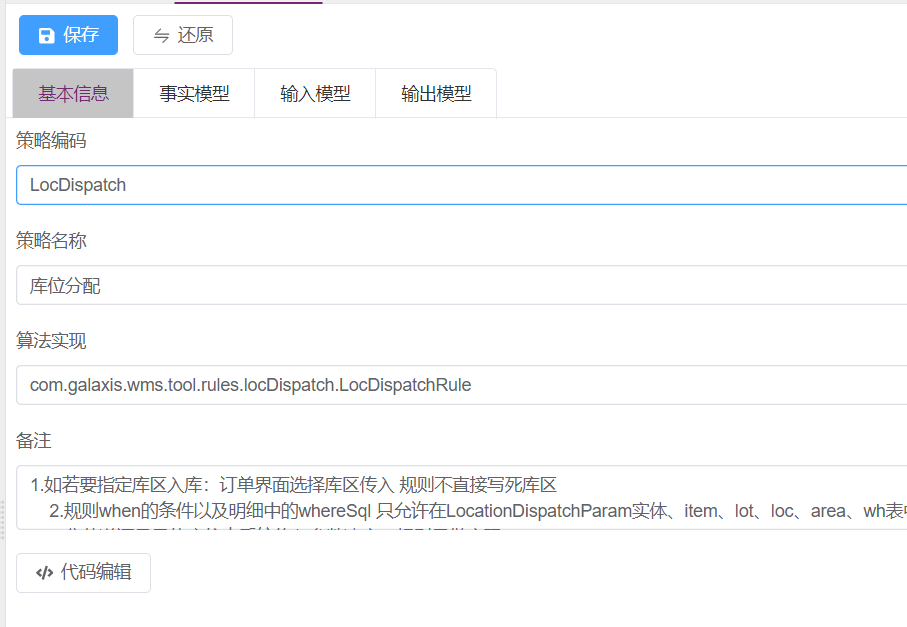 保存 还原
基本信息 事实模型 输入模型 输出模型
策略编码
LocDispatch
策略名称
库位分配
算法实现
com.galaxis.wms.tool.rules.locDispatch.LocDispatchRule
备注
1.如若要指定库区入库：订单界面选择库区传入 规则不直接写死库区
2.规则when的条件以及明细中的whereSql 只允许在LocationDispatchParam实体、item、lot、loc、area、wh表
代码编辑